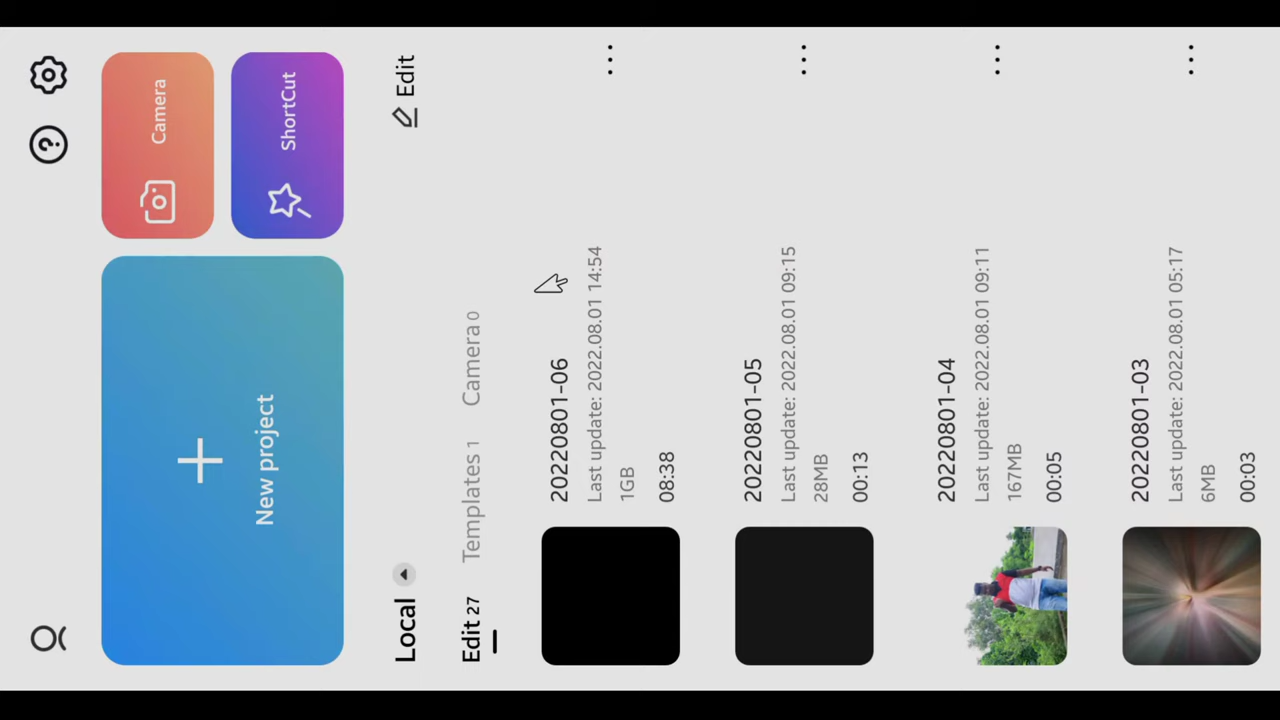 Camera
New project
ShortCut
Local
Edit
Edit 27
Templates 1
Camera 0
20220801-06
Last update: 2022.08.01 14:54
1GB
08:38
20220801-05
Last update: 2022.08.01 09:15
28MB
00:13
20220801-04
Last update: 2022.08.01 09:11
167MB
00:05
20220801-03
Last update: 2022.08.01 05:17
6MB
00:03